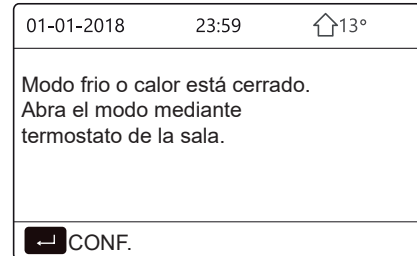 01-01-2018 23:59 13°
Modo frio o calor está cerrado.
Abra el modo mediante
termostato de la sala.
CONF.